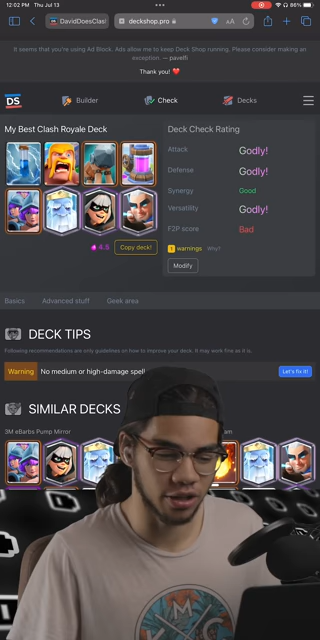 12:02 PM Thu Jul 13
86%
DavidDoesClas
deckshop.pro
AA
It seems that you're using Ad Block. Ads allow me to keep Deck Shop running. Please consider making an
exception — pavelfi
Thank you! ❤️
DS
Builder
Check
Decks
My Best Clash Royale Deck
4.5
Copy deck!
Deck Check Rating
Attack
Godly!
Defense
Godly!
Synergy
Good
Versatility
Godly!
F2P score
Bad
1 warnings
Why?
Modify
Basics
Advanced stuff
Geek area
DECK TIPS
Following recommendations are only guidelines on how to improve your deck. It may work fine as it is.
Warning
No medium or high-damage spell
Let's fix it!
SIMILAR DECKS
3M eBarbs Pump Mirror
am